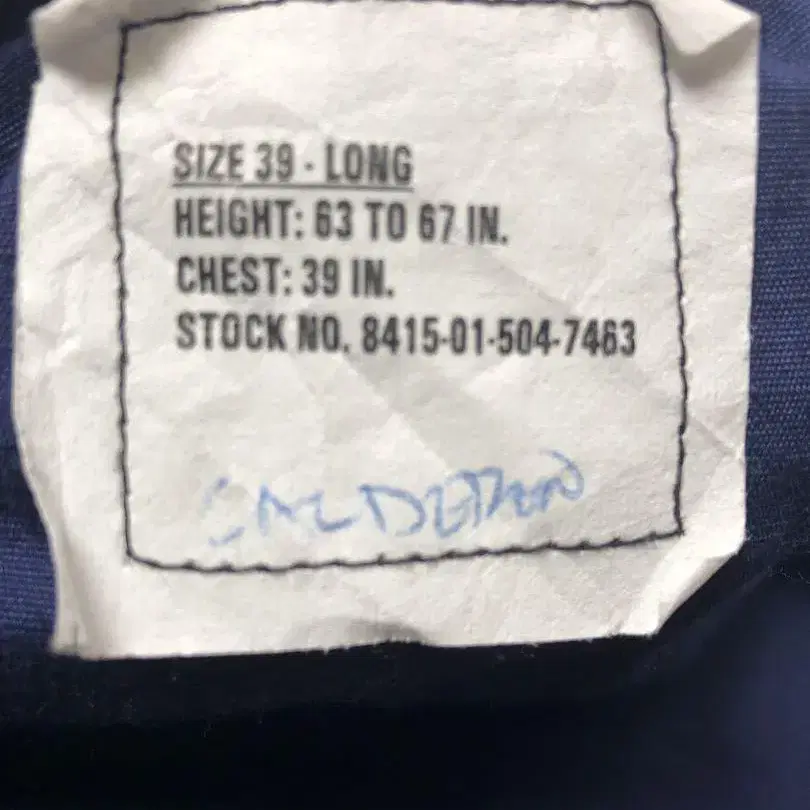 SIZE 39 - LONG
HEIGHT: 63 TO 67 IN.
CHEST: 39 IN.
STOCK NO. 8415-01-504-7463